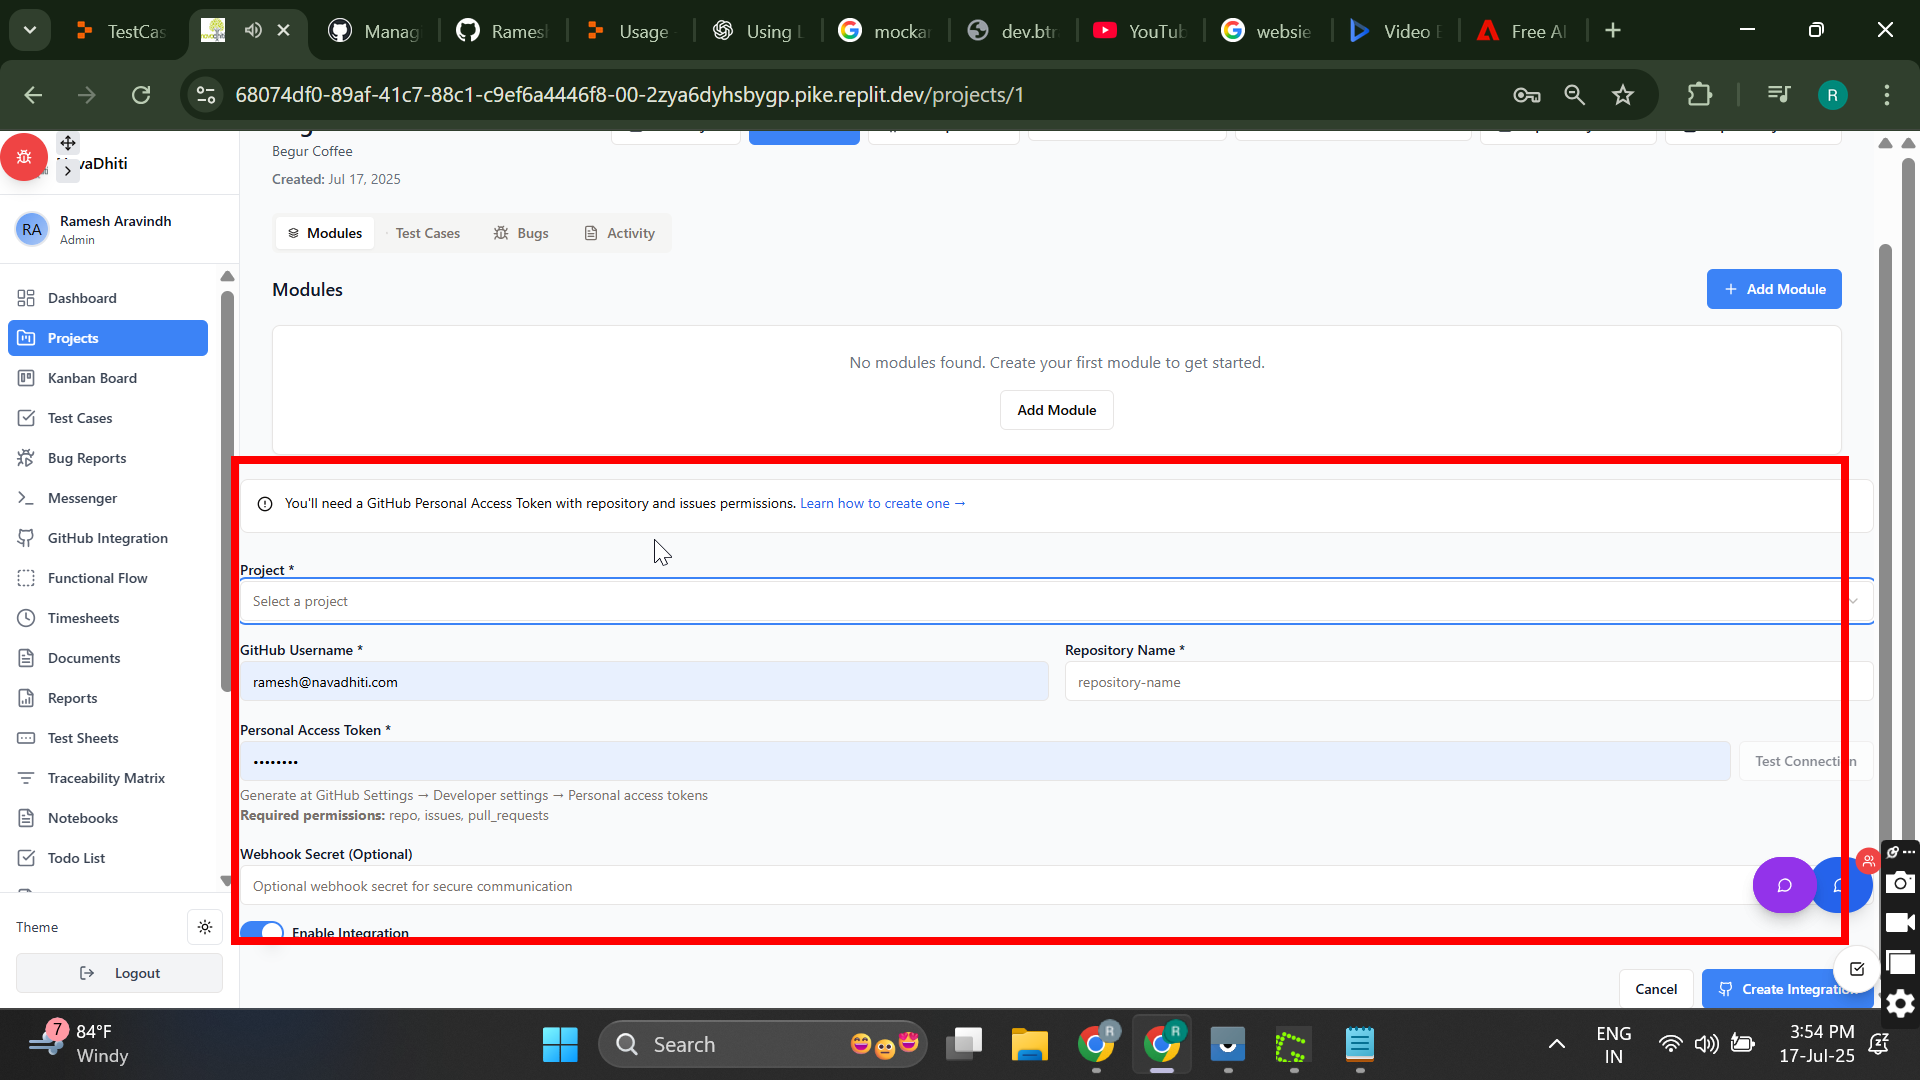 TestCas
Manag
Ramesh
Usage
Using L
mockar
dev.btr
YouTub
websie
Video E
Free AI
68074df0-89af-41c7-88c1-c9ef6a4446f8-00-2zya6dyhsbygp.pike.replit.dev/projects/1
R
vaDhiti
RA
Ramesh Aravindh
Admin
Dashboard
Projects
Kanban Board
Test Cases
Bug Reports
Messenger
GitHub Integration
Functional Flow
Timesheets
Documents
Reports
Test Sheets
Traceability Matrix
Notebooks
Todo List
Theme
Logout
Begur Coffee
Created: Jul 17, 2025
Modules
Test Cases
Bugs
Activity
Modules
Add Module
No modules found. Create your first module to get started.
Add Module
You'll need a GitHub Personal Access Token with repository and issues permissions. Learn how to create one →
Project *
Select a project
GitHub Username *
Repository Name *
ramesh@navadhiti.com
repository-name
Personal Access Token *
••••••••
Test Connection
Generate at GitHub Settings → Developer settings → Personal access tokens
Required permissions: repo, issues, pull_requests
Webhook Secret (Optional)
Optional webhook secret for secure communication
Enable Integration
Cancel
Create Integration
7
84°F
Windy
Search
R
R
ENG
IN
3:54 PM
17-Jul-25